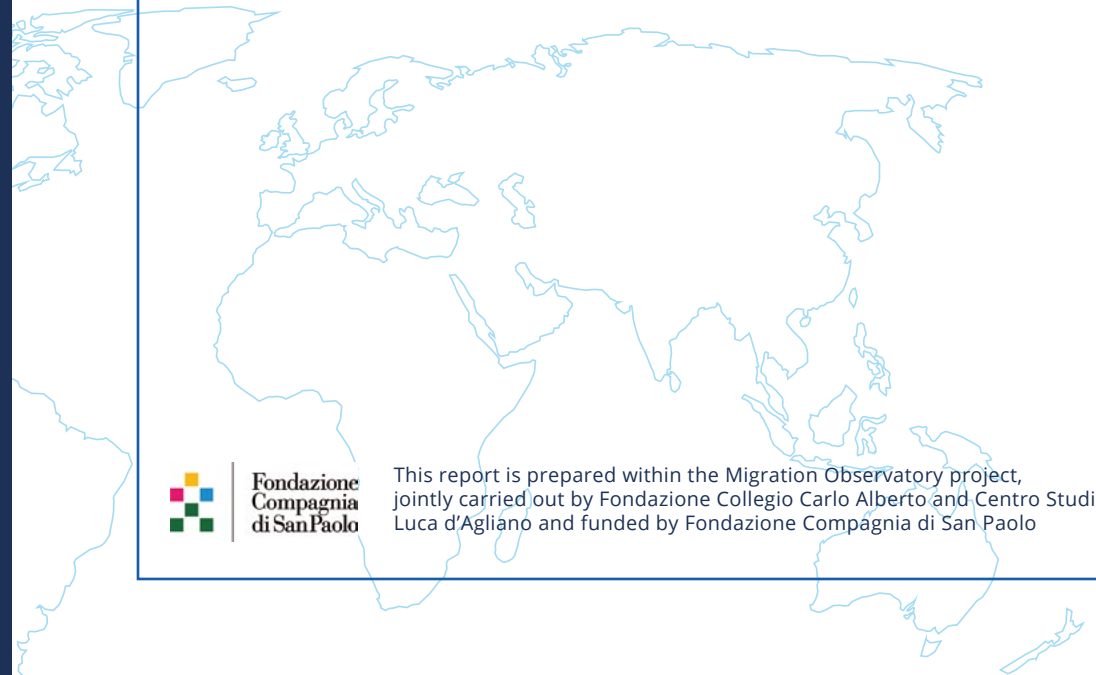 Fondazione
Compagnia
di San Paolo
This report is prepared within the Migration Observatory project,
jointly carried out by Fondazione Collegio Carlo Alberto and Centro Studi
Luca d'Agliano and funded by Fondazione Compagnia di San Paolo